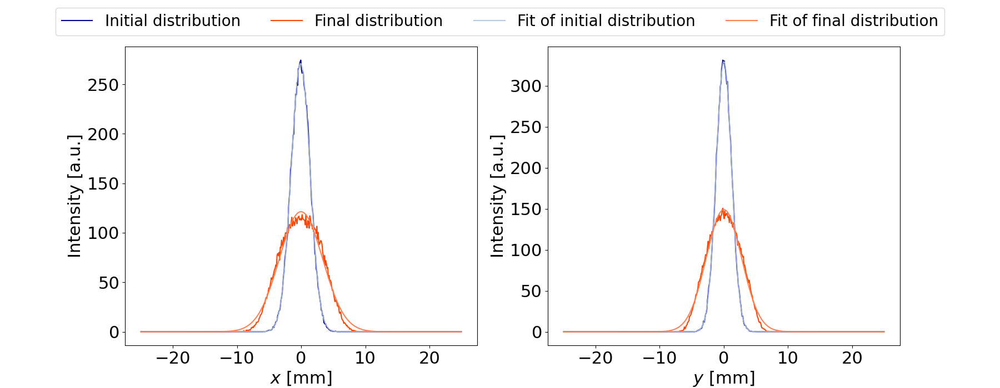 Initial distribution Final distribution Fit of initial distribution Fit of final distribution
250
200
150
100
50
0
Intensity [a.u.]
−20 −10 0 10 20
x [mm]
300
250
200
150
100
50
0
Intensity [a.u.]
−20 −10 0 10 20
y [mm]